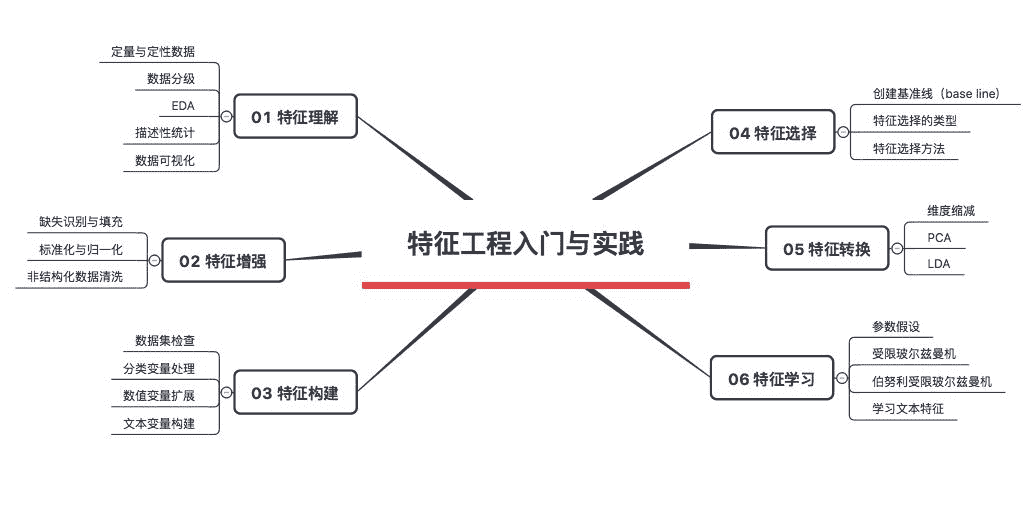 特征工程入门与实践
01 特征理解
定量与定性数据
数据分级
EDA
描述性统计
数据可视化
02 特征增强
缺失识别与填充
标准化与归一化
非结构化数据清洗
03 特征构建
数据集检查
分类变量处理
数值变量扩展
文本变量构建
04 特征选择
创建基准线（base line）
特征选择的类型
特征选择方法
05 特征转换
维度缩减
PCA
LDA
06 特征学习
参数假设
受限玻尔兹曼机
伯努利受限玻尔兹曼机
学习文本特征